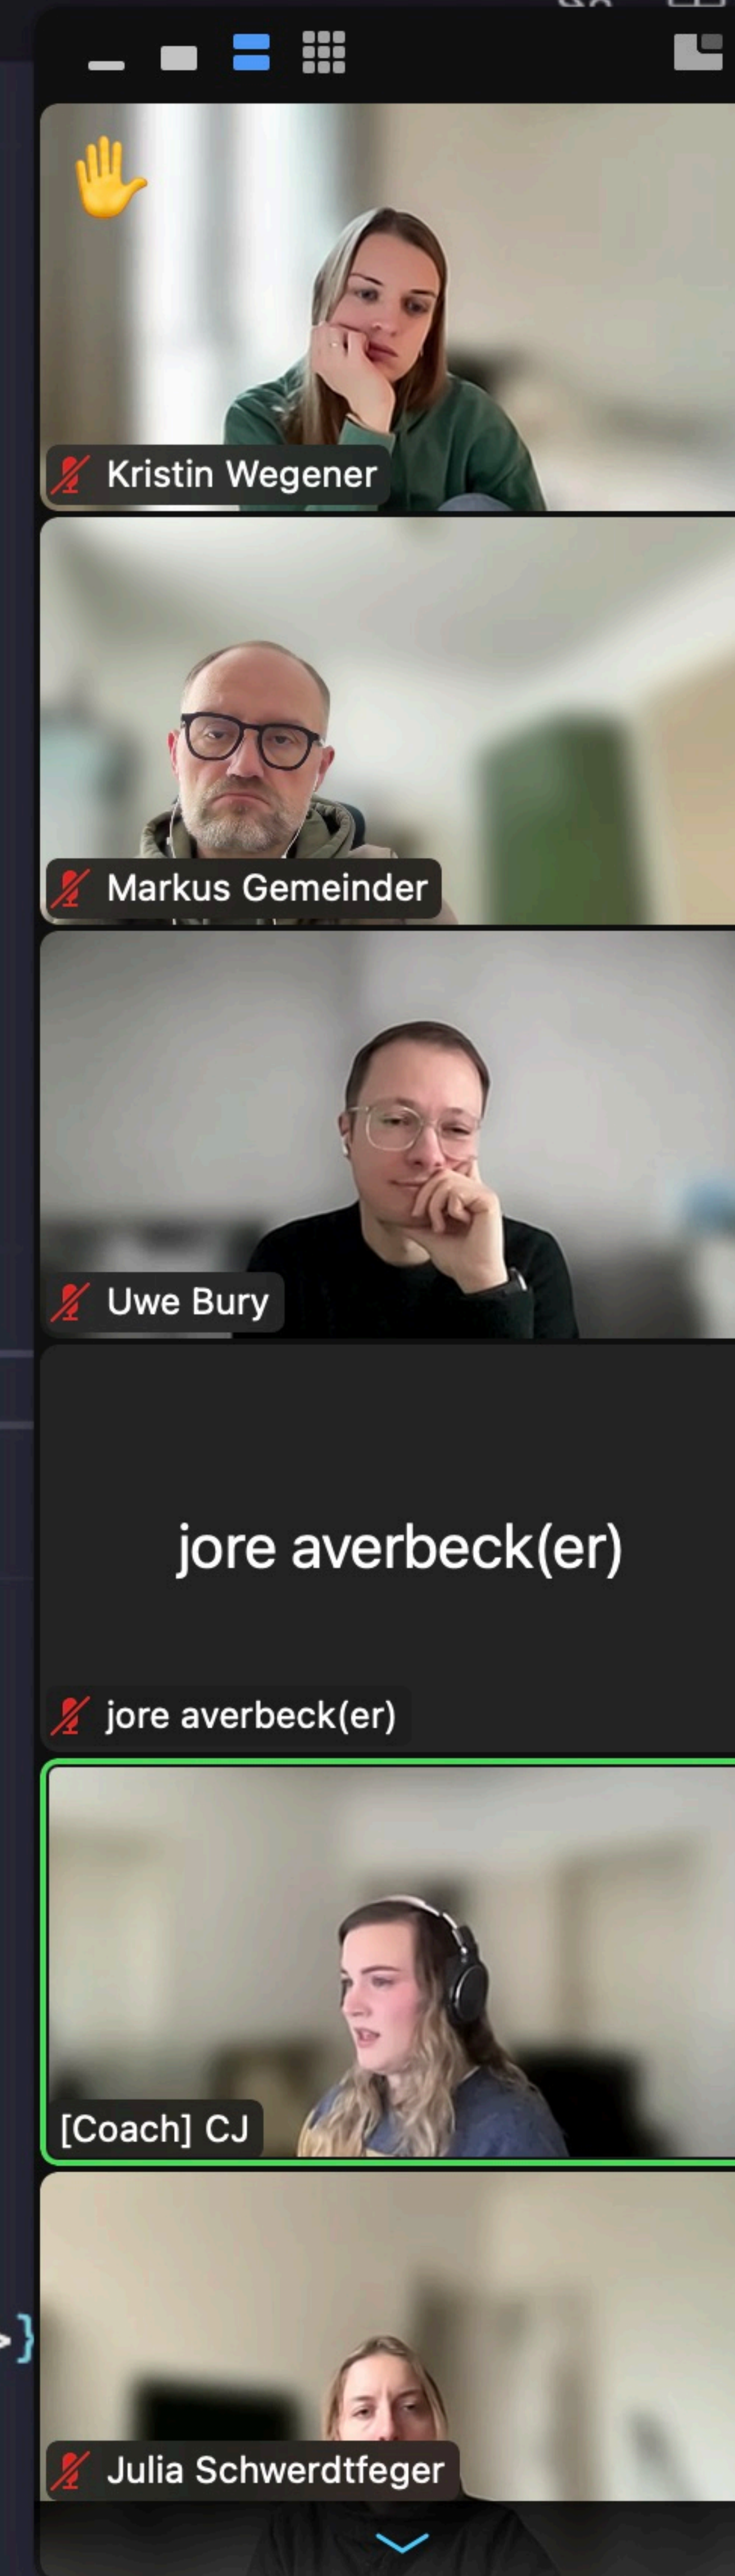 Kristin Wegener
Markus Gemeinder
Uwe Bury
jore averbeck(er)
jore averbeck(er)
[Coach] CJ
>}
Julia Schwerdtfeger